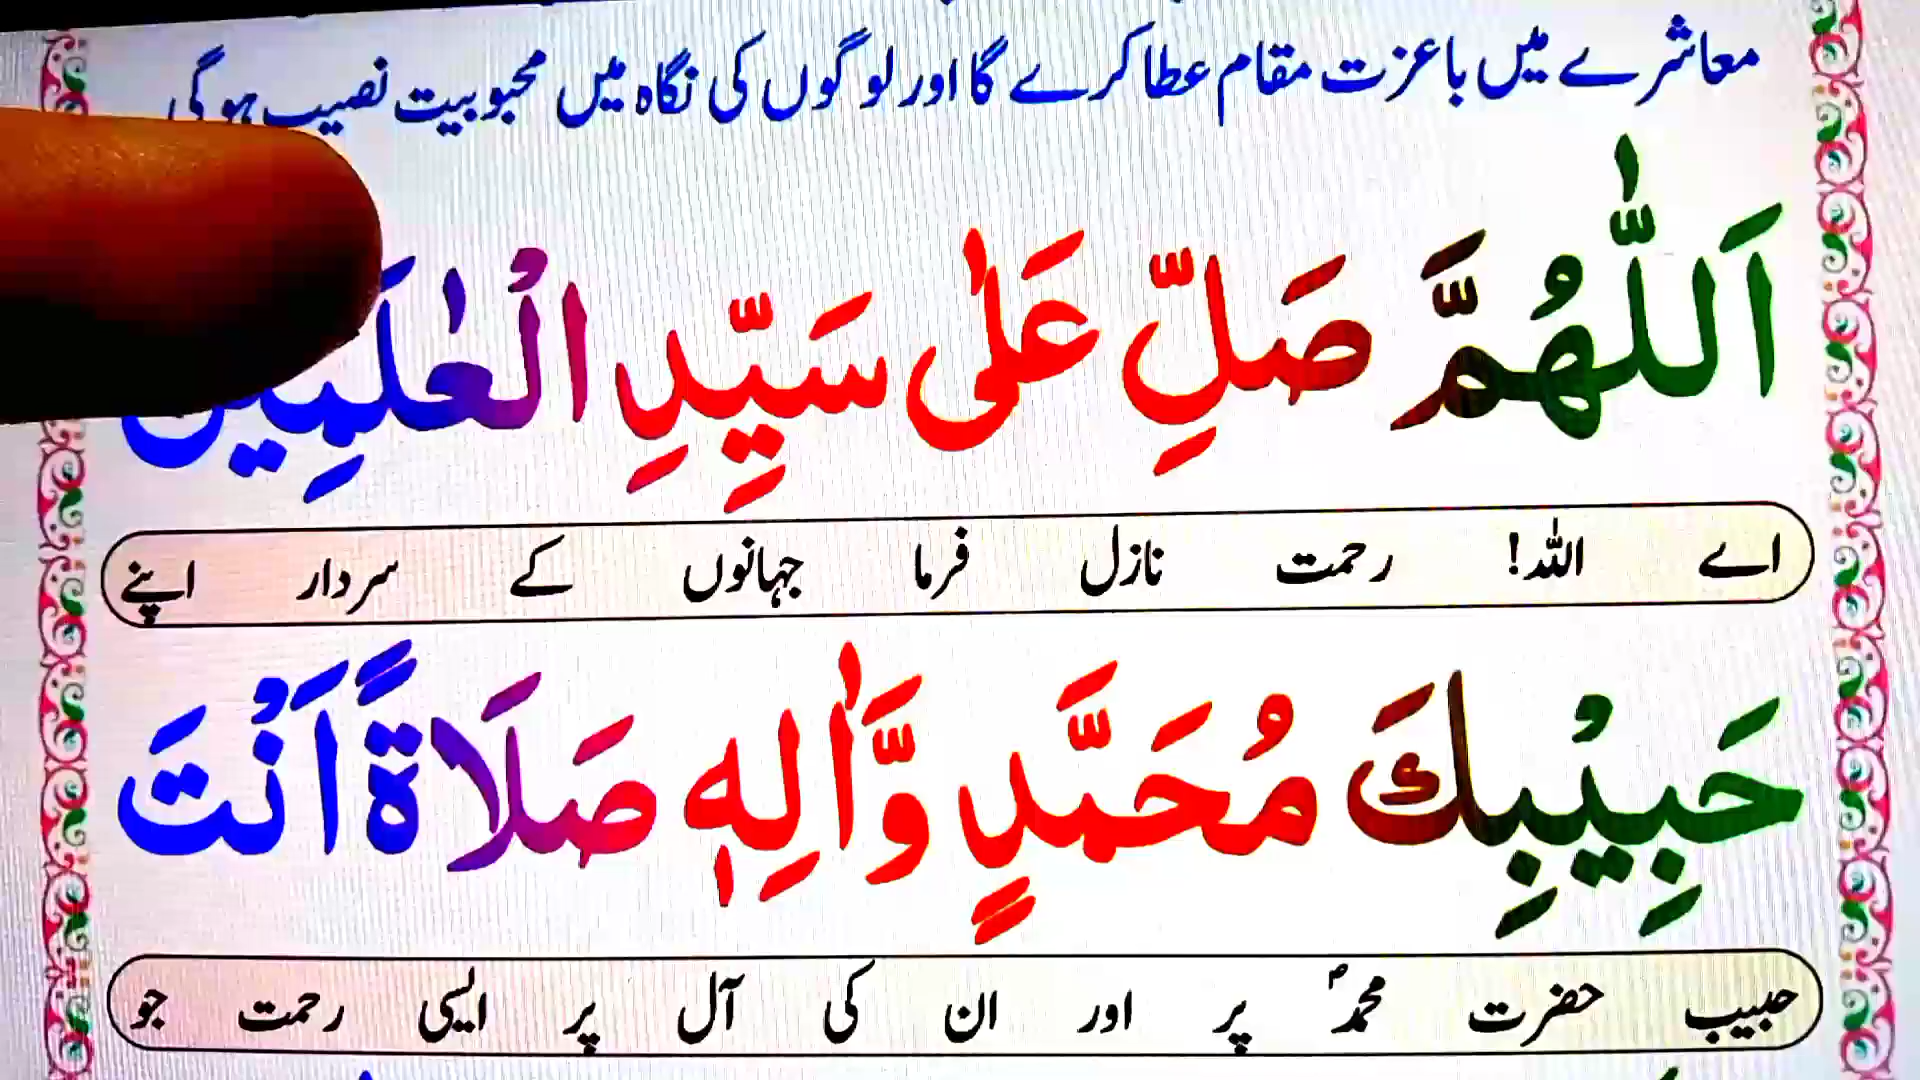 معاشرے میں باعزت مقام عطا کرے گا اور لوگوں کی نگاہ میں محبوبیت نصیب ہوگی
اَللّٰهُمَّ صَلِّ عَلٰى سَيِّدِ الْعٰلَمِيْنَ
اے اللہ! رحمت نازل فرما جہانوں کے سردار اپنے
حَبِيْبِكَ مُحَمَّدٍ وَّاٰلِهٖ صَلَاةً اَنْتَ
حبیب حضرت محمدؐ پر اور ان کی آل پر ایسی رحمت جو